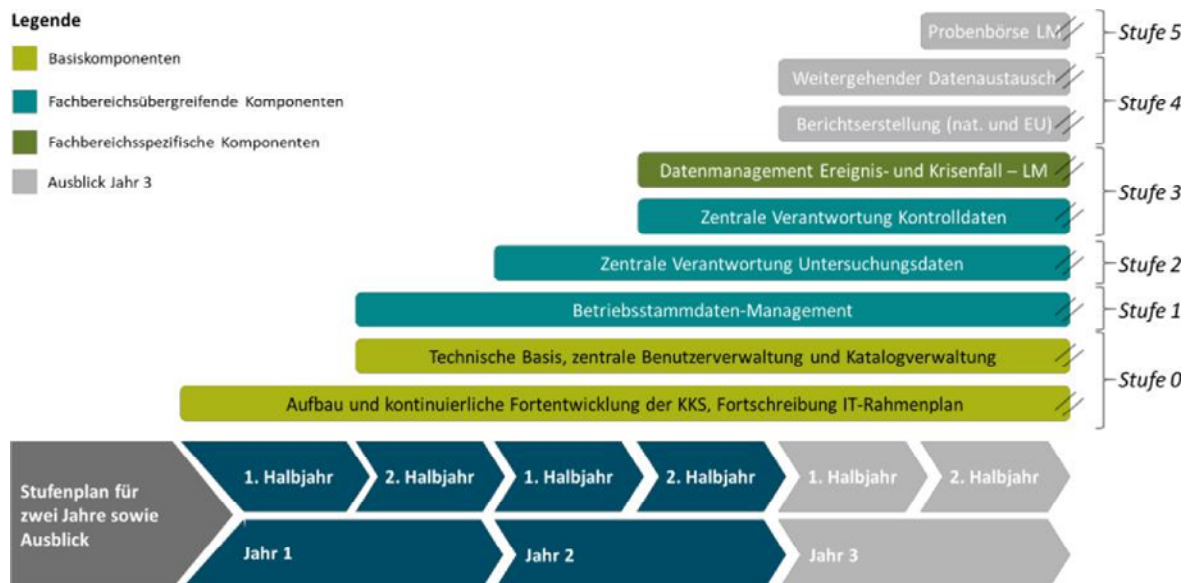 Legende
Basiskomponenten
Fachbereichsübergreifende Komponenten
Fachbereichsspezifische Komponenten
Ausblick Jahr 3
Probenbörse LM
Stufe 5
Weitergehender Datenaustausch
Berichtserstellung (nat. und EU)
Stufe 4
Datenmanagement Ereignis- und Krisenfall – LM
Zentrale Verantwortung Kontrolldaten
Stufe 3
Zentrale Verantwortung Untersuchungsdaten
Stufe 2
Betriebsstammdaten-Management
Stufe 1
Technische Basis, zentrale Benutzerverwaltung und Katalogverwaltung
Aufbau und kontinuierliche Fortentwicklung der KKS, Fortschreibung IT-Rahmenplan
Stufe 0
Stufenplan für
zwei Jahre sowie
Ausblick
1. Halbjahr
2. Halbjahr
1. Halbjahr
2. Halbjahr
1. Halbjahr
2. Halbjahr
Jahr 1
Jahr 2
Jahr 3